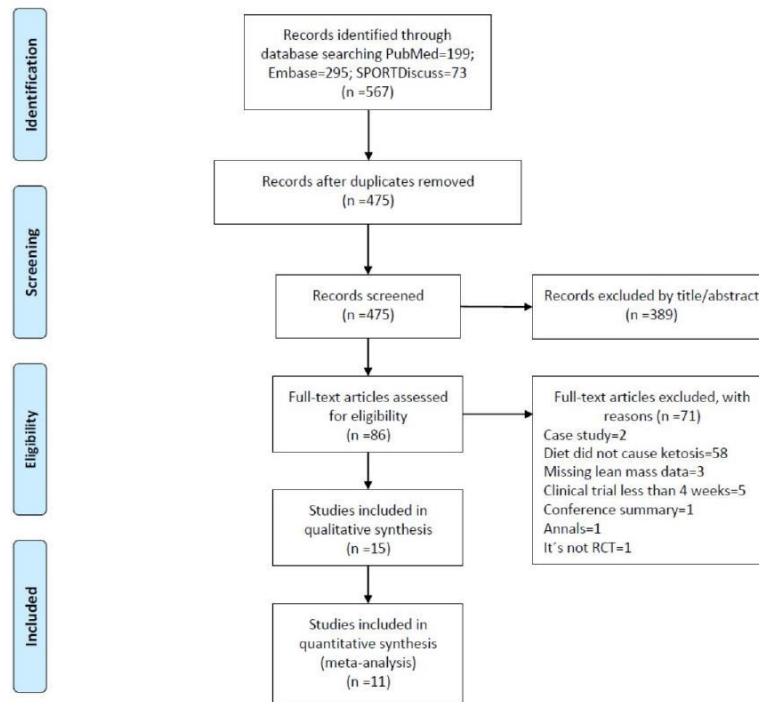 Identification
Records identified through
database searching PubMed=199;
Embase=295; SPORTDiscuss=73
(n =567)
Records after duplicates removed
(n =475)
Screening
Records screened
(n =475)
Records excluded by title/abstract
(n =389)
Eligibility
Full-text articles assessed
for eligibility
(n =86)
Full-text articles excluded, with
reasons (n =71)
Case study=2
Diet did not cause ketosis=58
Missing lean mass data=3
Clinical trial less than 4 weeks=5
Conference summary=1
Annals=1
It´s not RCT=1
Studies included in
qualitative synthesis
(n =15)
Included
Studies included in
quantitative synthesis
(meta-analysis)
(n =11)